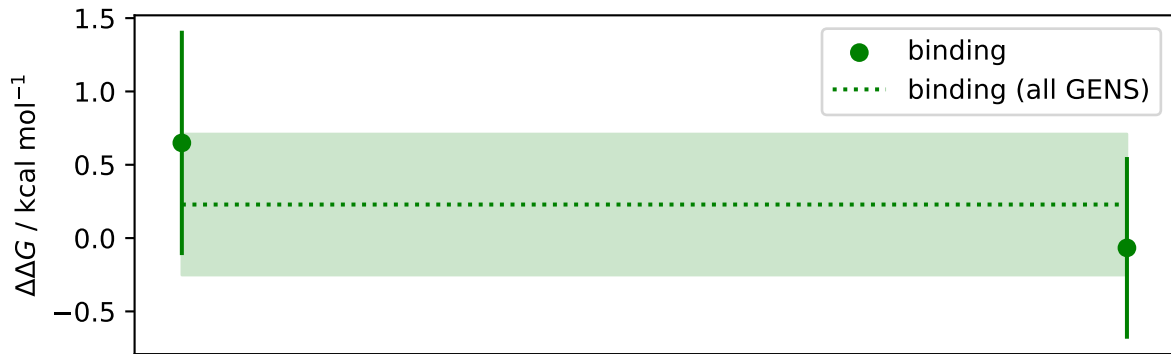 ΔΔG / kcal mol⁻¹
1.5
1.0
0.5
0.0
−0.5
binding
binding (all GENS)